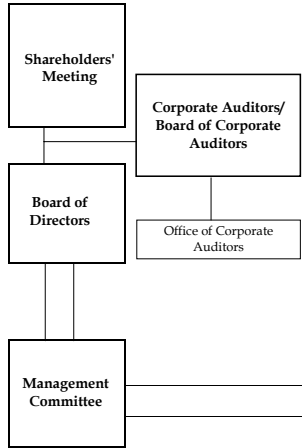 Shareholders'
Meeting
Corporate Auditors/
Board of Corporate
Auditors
Board of
Directors
Office of Corporate
Auditors
Management
Committee